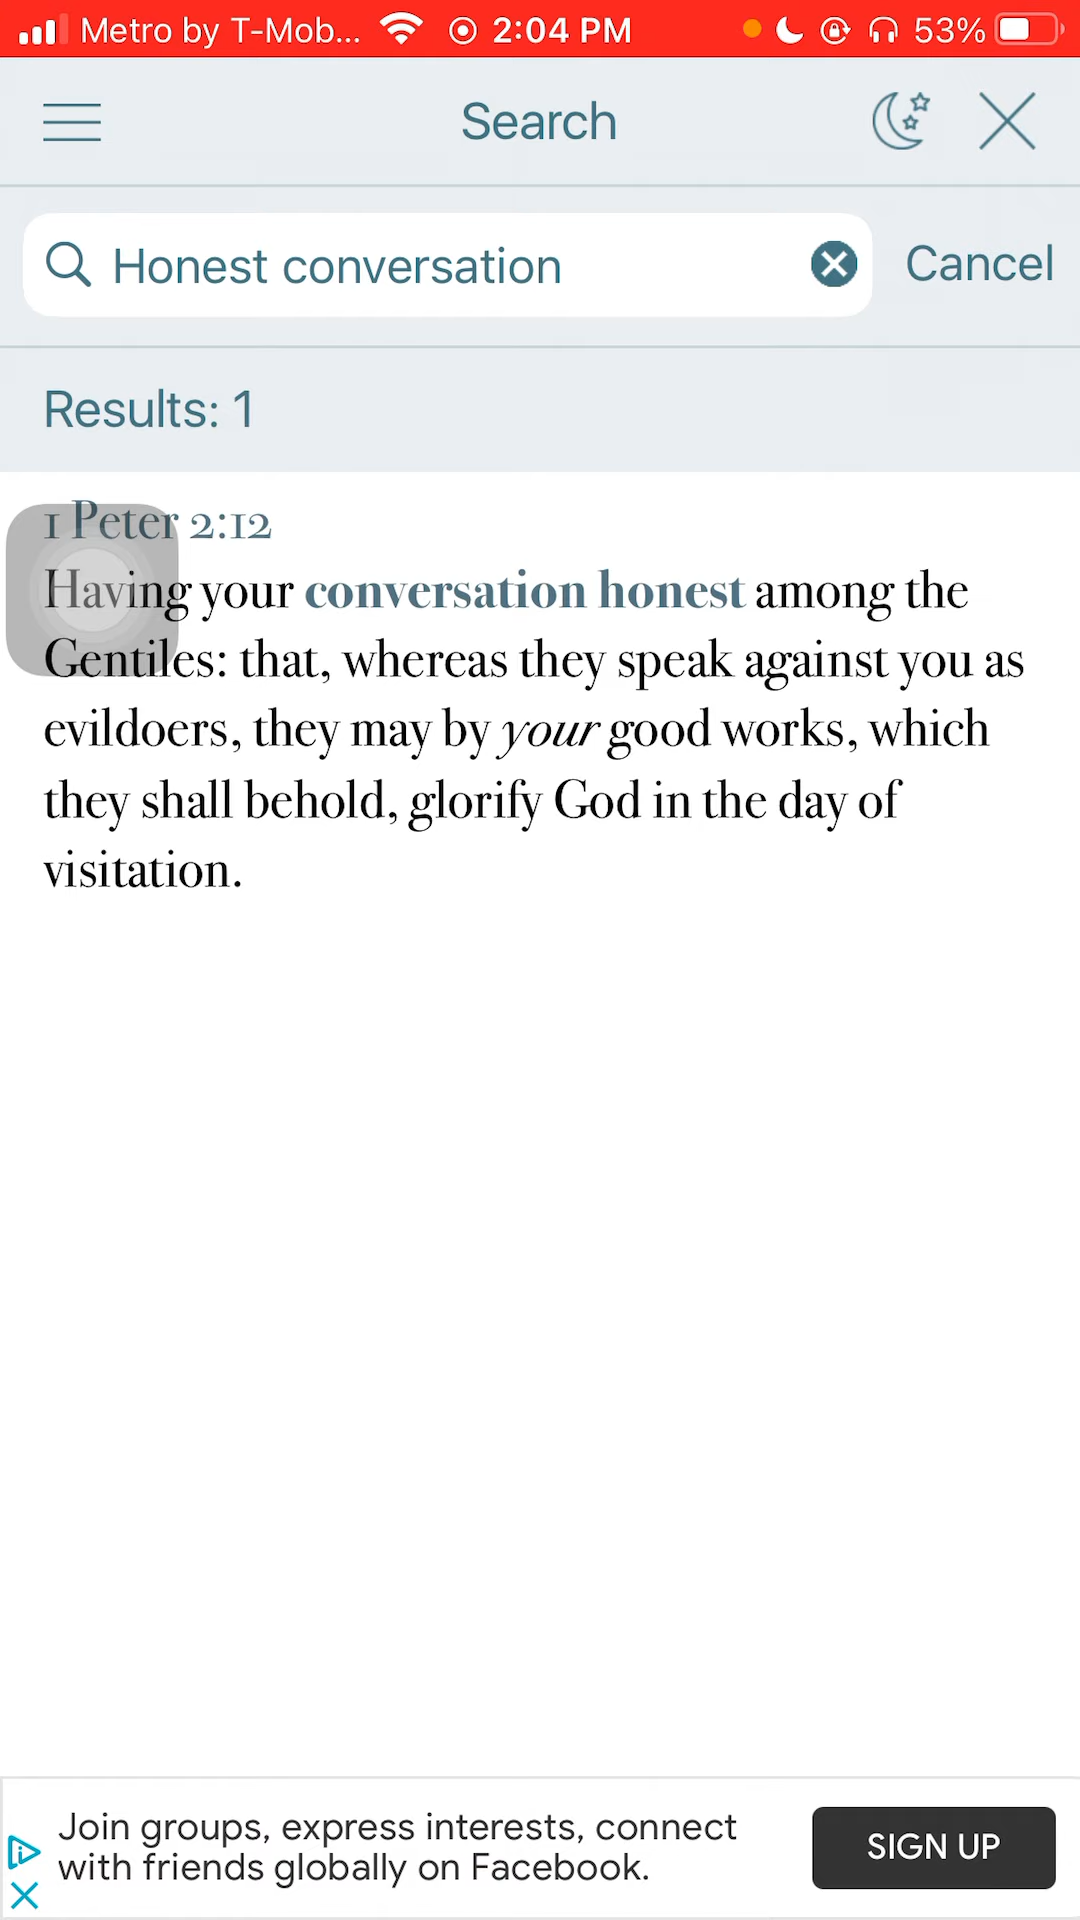 Metro by T-Mob... 2:04 PM 53%
Search
Honest conversation Cancel
Results: 1
1 Peter 2:12
Having your conversation honest among the
Gentiles: that, whereas they speak against you as
evildoers, they may by your good works, which
they shall behold, glorify God in the day of
visitation.
Join groups, express interests, connect
with friends globally on Facebook.
SIGN UP